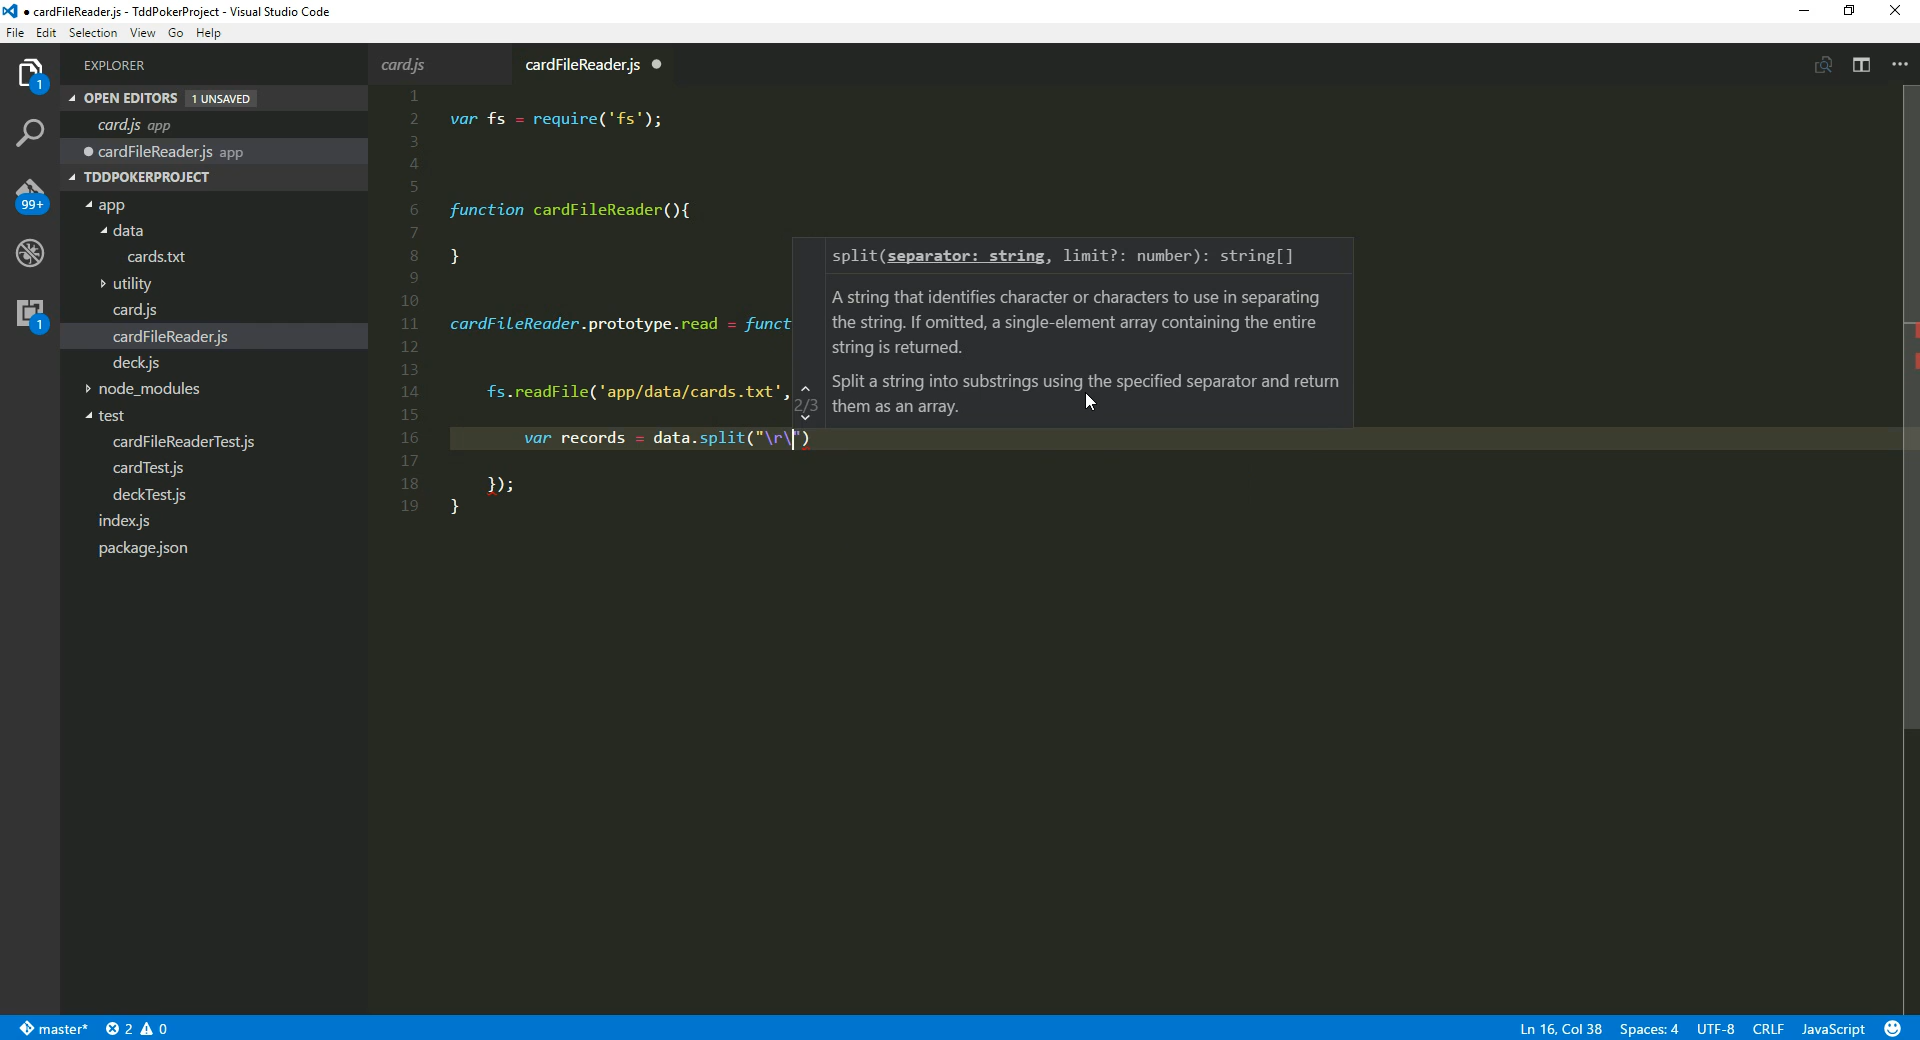 ● cardFileReader.js - TddPokerProject - Visual Studio Code
File Edit Selection View Go Help
EXPLORER
card.js
cardFileReader.js
OPEN EDITORS 1 UNSAVED
card.js app
cardFileReader.js app
TDDPOKERPROJECT
app
data
cards.txt
utility
card.js
cardFileReader.js
deck.js
node_modules
test
cardFileReaderTest.js
cardTest.js
deckTest.js
index.js
package.json
1
99+
1
1
2 var fs = require('fs');
3
4
5
6 function cardFileReader(){
7
8 }
9
10
11 cardFileReader.prototype.read = funct
12
13
14 fs.readFile('app/data/cards.txt',
15
16 var records = data.split("\r\")
17
18 });
19 }
split(separator: string, limit?: number): string[]
A string that identifies character or characters to use in separating
the string. If omitted, a single-element array containing the entire
string is returned.
Split a string into substrings using the specified separator and return
2/3 them as an array.
master* 2 0 Ln 16, Col 38 Spaces: 4 UTF-8 CRLF JavaScript